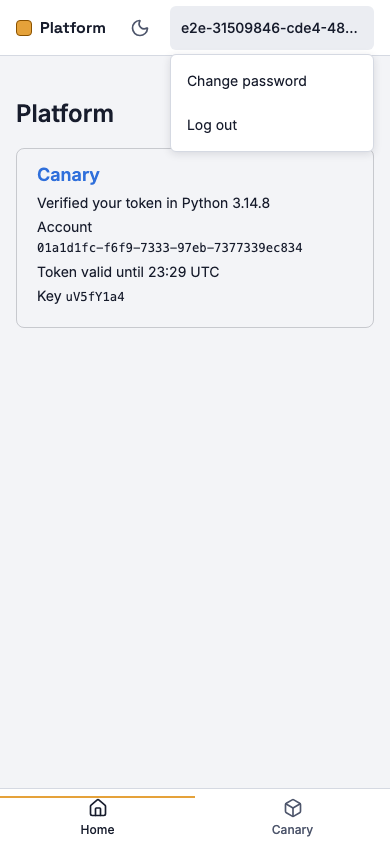 Platform
e2e-31509846-cde4-48...
Change password
Log out
Platform
Canary
Verified your token in Python 3.14.8
Account
01a1d1fc-f6f9-7333-97eb-7377339ec834
Token valid until 23:29 UTC
Key uV5fY1a4
Home
Canary